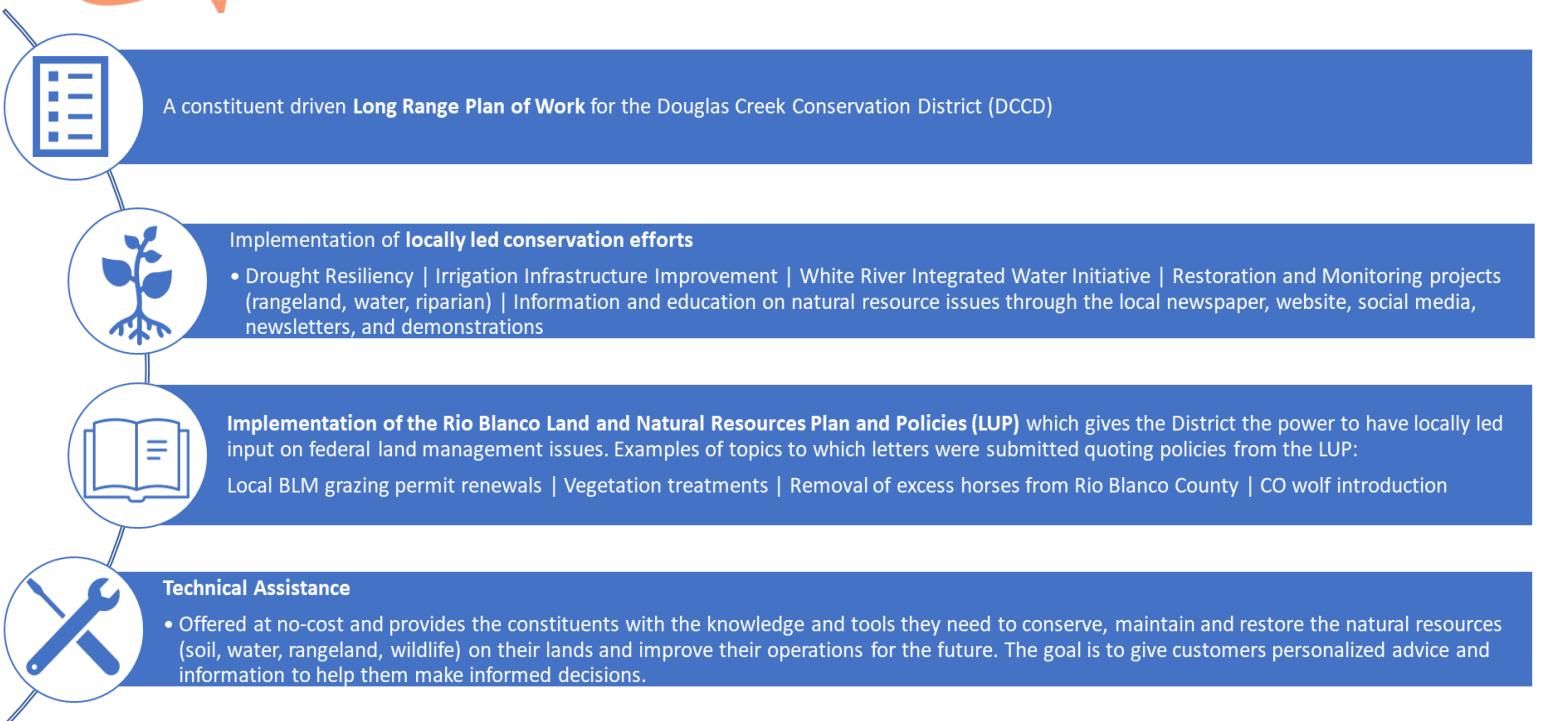 A constituent driven Long Range Plan of Work for the Douglas Creek Conservation District (DCCD)
Implementation of locally led conservation efforts
• Drought Resiliency | Irrigation Infrastructure Improvement | White River Integrated Water Initiative | Restoration and Monitoring projects
(rangeland, water, riparian) | Information and education on natural resource issues through the local newspaper, website, social media,
newsletters, and demonstrations
Implementation of the Rio Blanco Land and Natural Resources Plan and Policies (LUP) which gives the District the power to have locally led
input on federal land management issues. Examples of topics to which letters were submitted quoting policies from the LUP:
Local BLM grazing permit renewals | Vegetation treatments | Removal of excess horses from Rio Blanco County | CO wolf introduction
Technical Assistance
• Offered at no-cost and provides the constituents with the knowledge and tools they need to conserve, maintain and restore the natural resources
(soil, water, rangeland, wildlife) on their lands and improve their operations for the future. The goal is to give customers personalized advice and
information to help them make informed decisions.